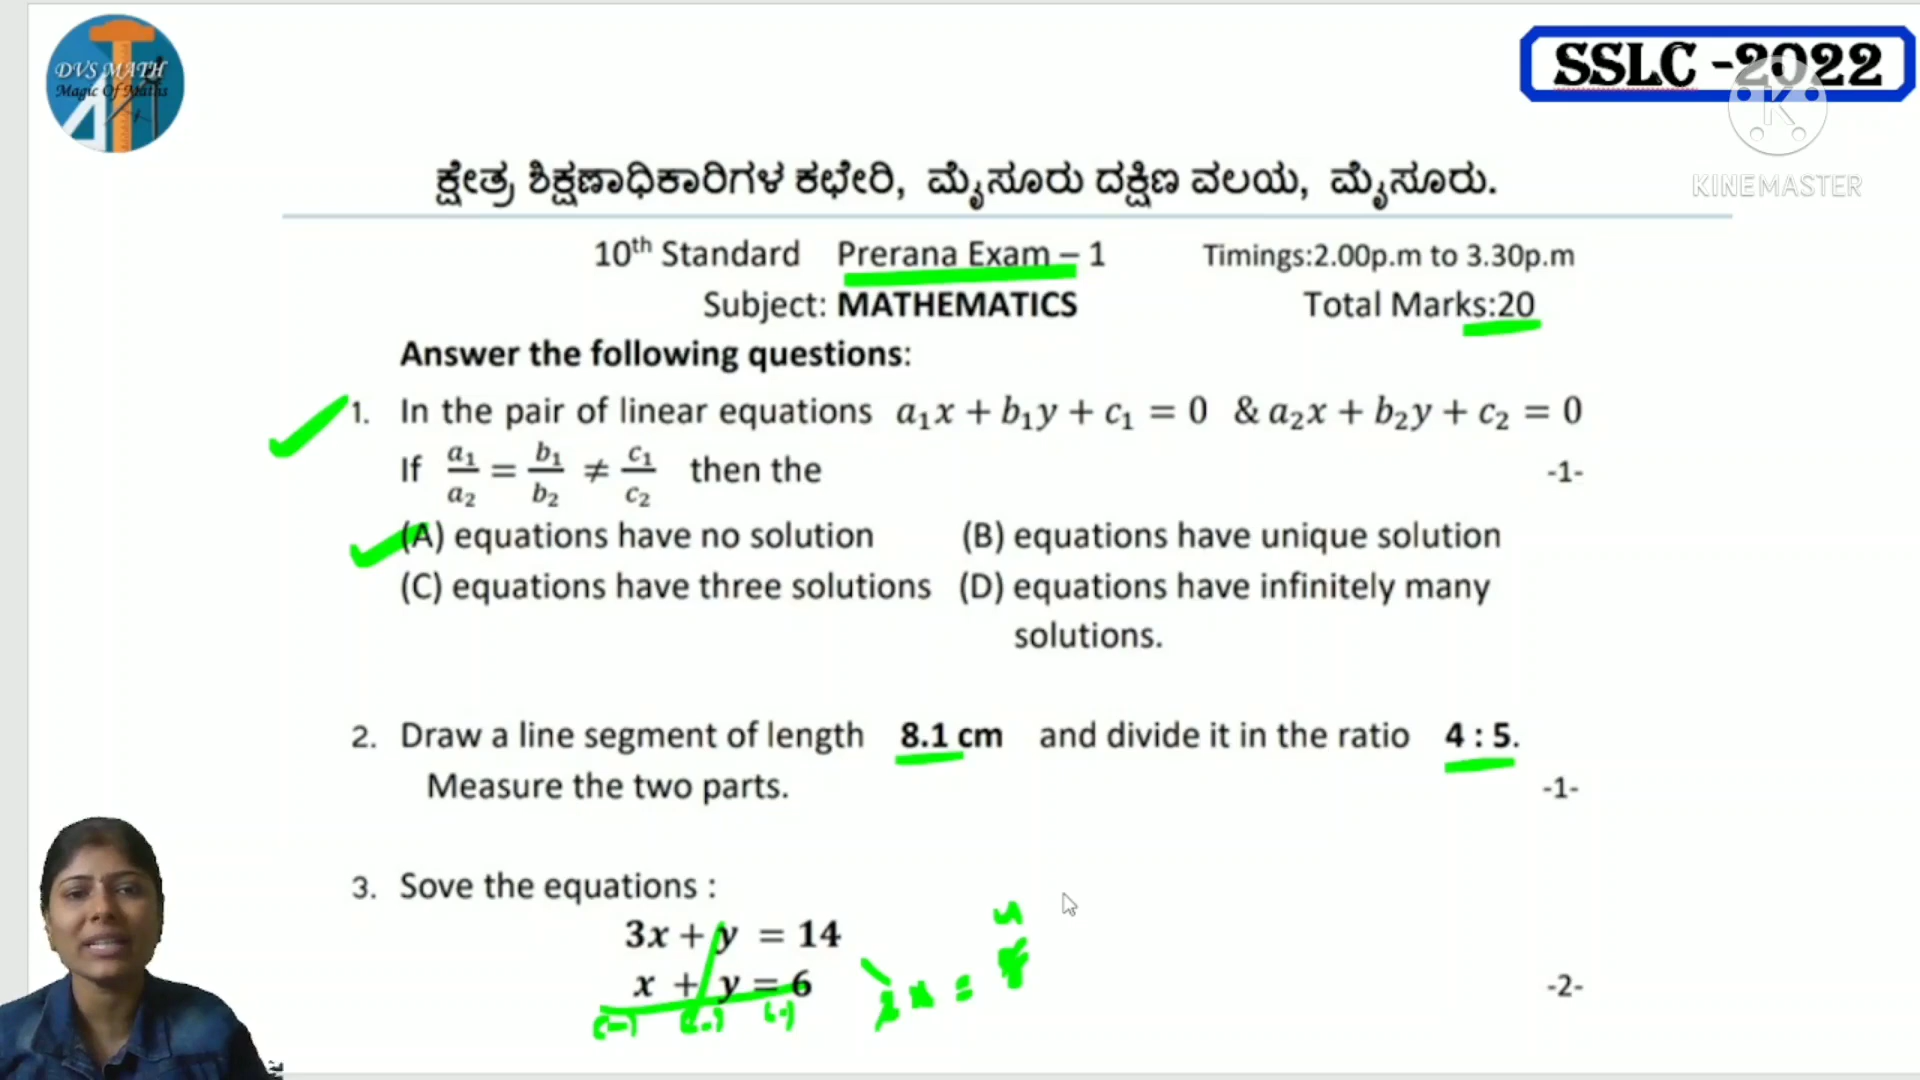 DVS MATH
Magic Of Maths
SSLC -2022
KINEMASTER
ಕ್ಷೇತ್ರ ಶಿಕ್ಷಣಾಧಿಕಾರಿಗಳ ಕಛೇರಿ, ಮೈಸೂರು ದಕ್ಷಿಣ ವಲಯ, ಮೈಸೂರು.
10th Standard Prerana Exam – 1 Timings:2.00p.m to 3.30p.m
Subject: MATHEMATICS Total Marks:20
Answer the following questions:
1. In the pair of linear equations a₁x + b₁y + c₁ = 0 & a₂x + b₂y + c₂ = 0
If a₁/a₂ = b₁/b₂ ≠ c₁/c₂ then the -1-
(A) equations have no solution (B) equations have unique solution
(C) equations have three solutions (D) equations have infinitely many
solutions.
2. Draw a line segment of length 8.1 cm and divide it in the ratio 4 : 5.
Measure the two parts. -1-
3. Sove the equations :
3x + y = 14
x + y = 6 -2-
(-) (-) (-)
2x = 8
4